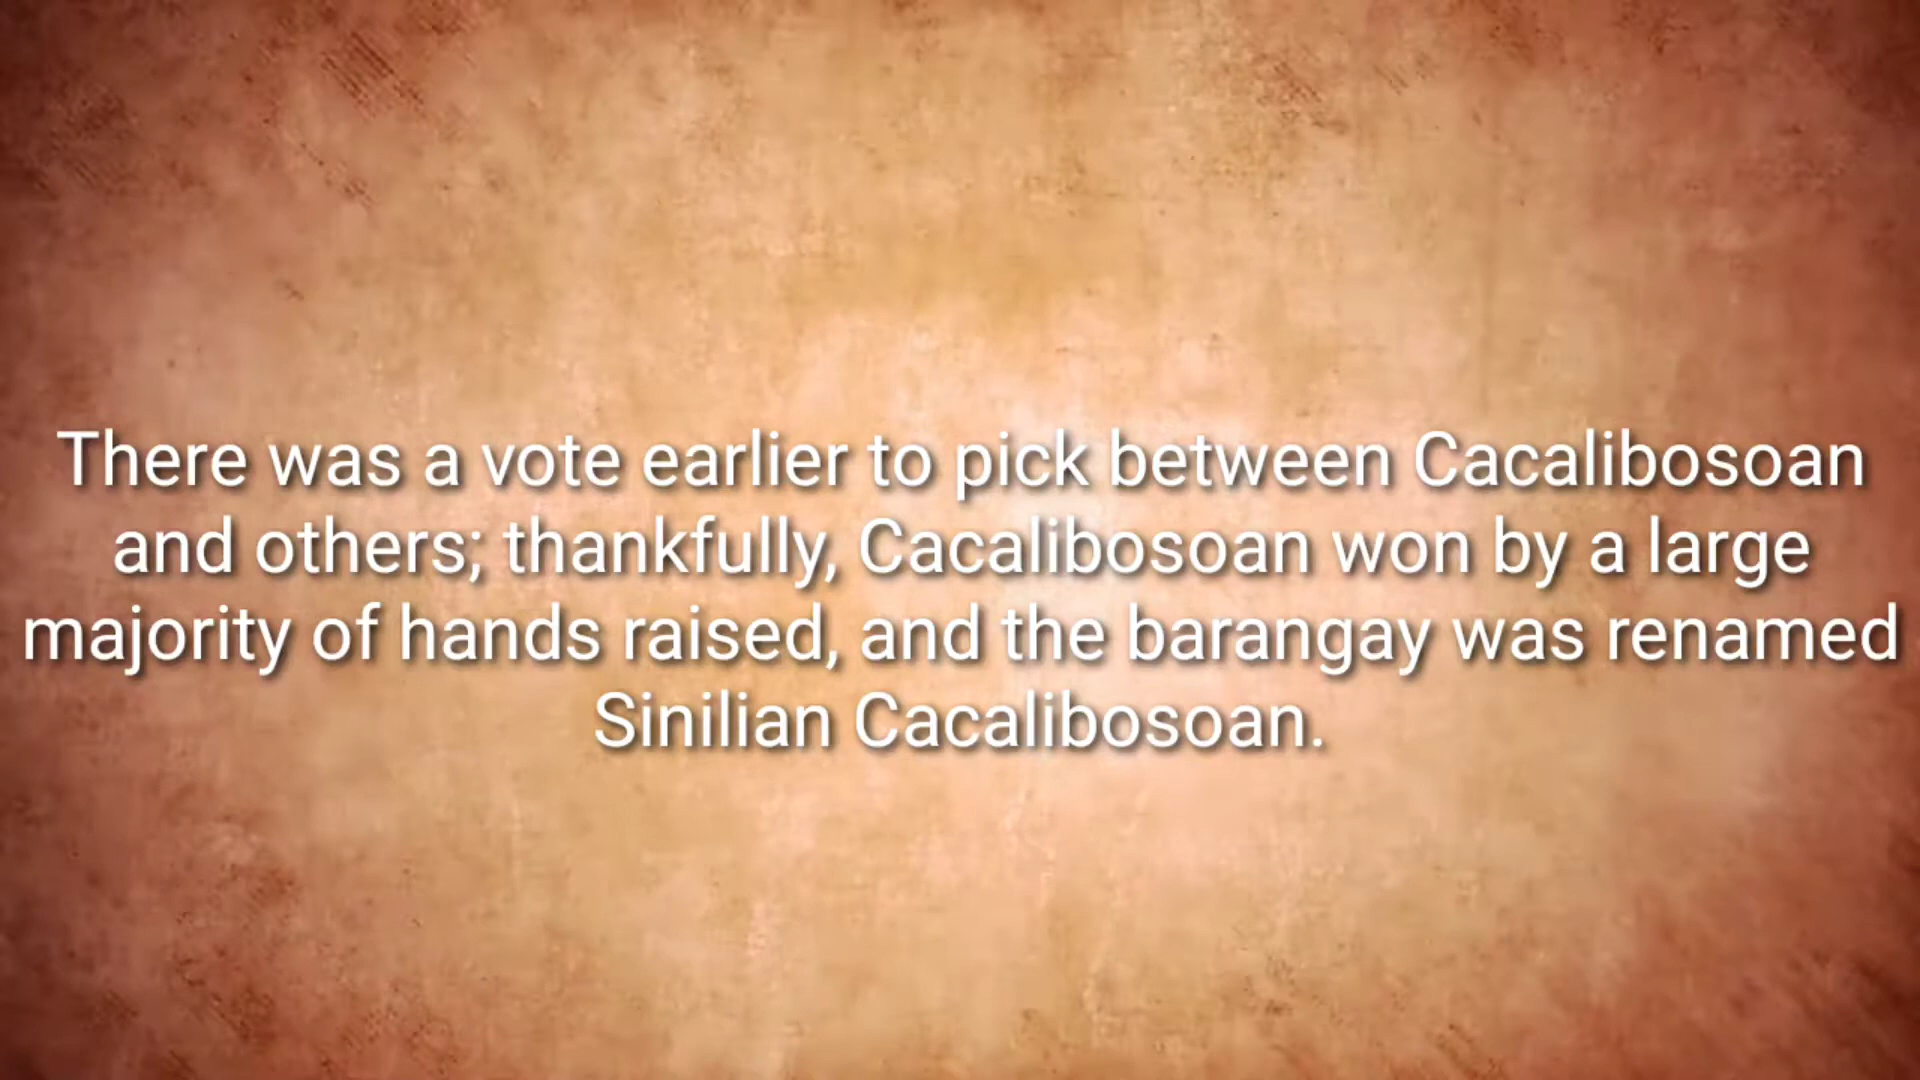 There was a vote earlier to pick between Cacalibosoan
and others; thankfully, Cacalibosoan won by a large
majority of hands raised, and the barangay was renamed
Sinilian Cacalibosoan.